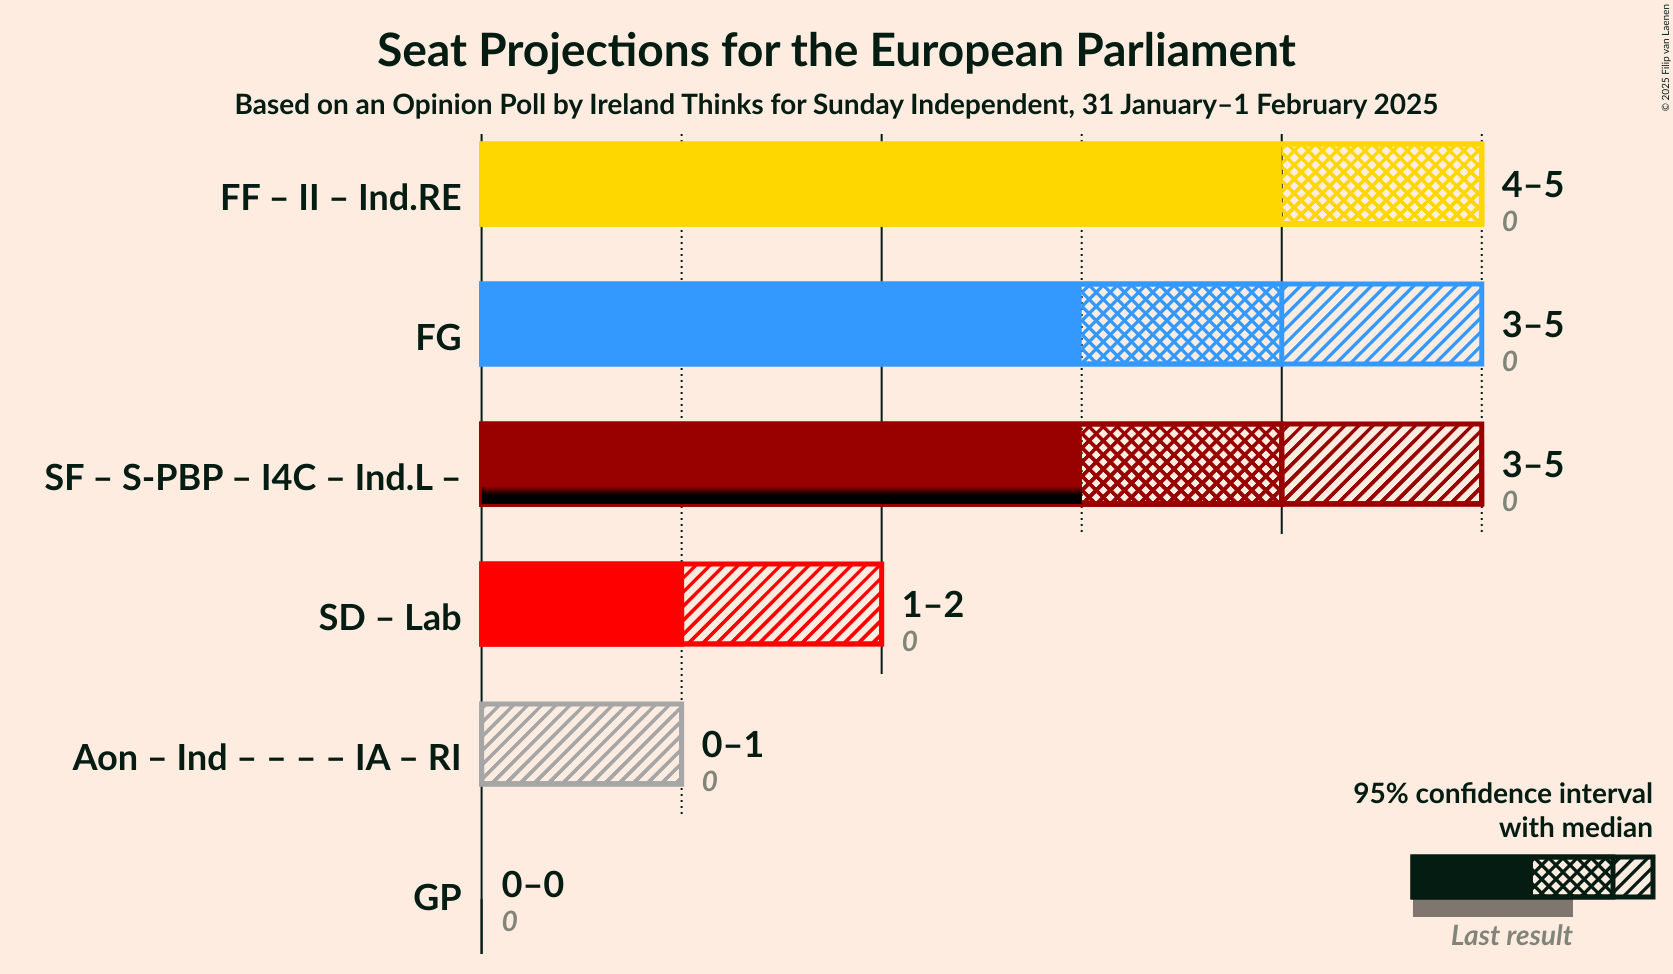 Seat Projections for the European Parliament
Based on an Opinion Poll by Ireland Thinks for Sunday Independent, 31 January–1 February 2025
© 2025 Filip van Laenen
FF – II – Ind.RE
4–5
0
FG
3–5
0
SF – S-PBP – I4C – Ind.L –
3–5
0
SD – Lab
1–2
0
Aon – Ind – – – – IA – RI
0–1
0
GP
0–0
0
95% confidence interval
with median
Last result